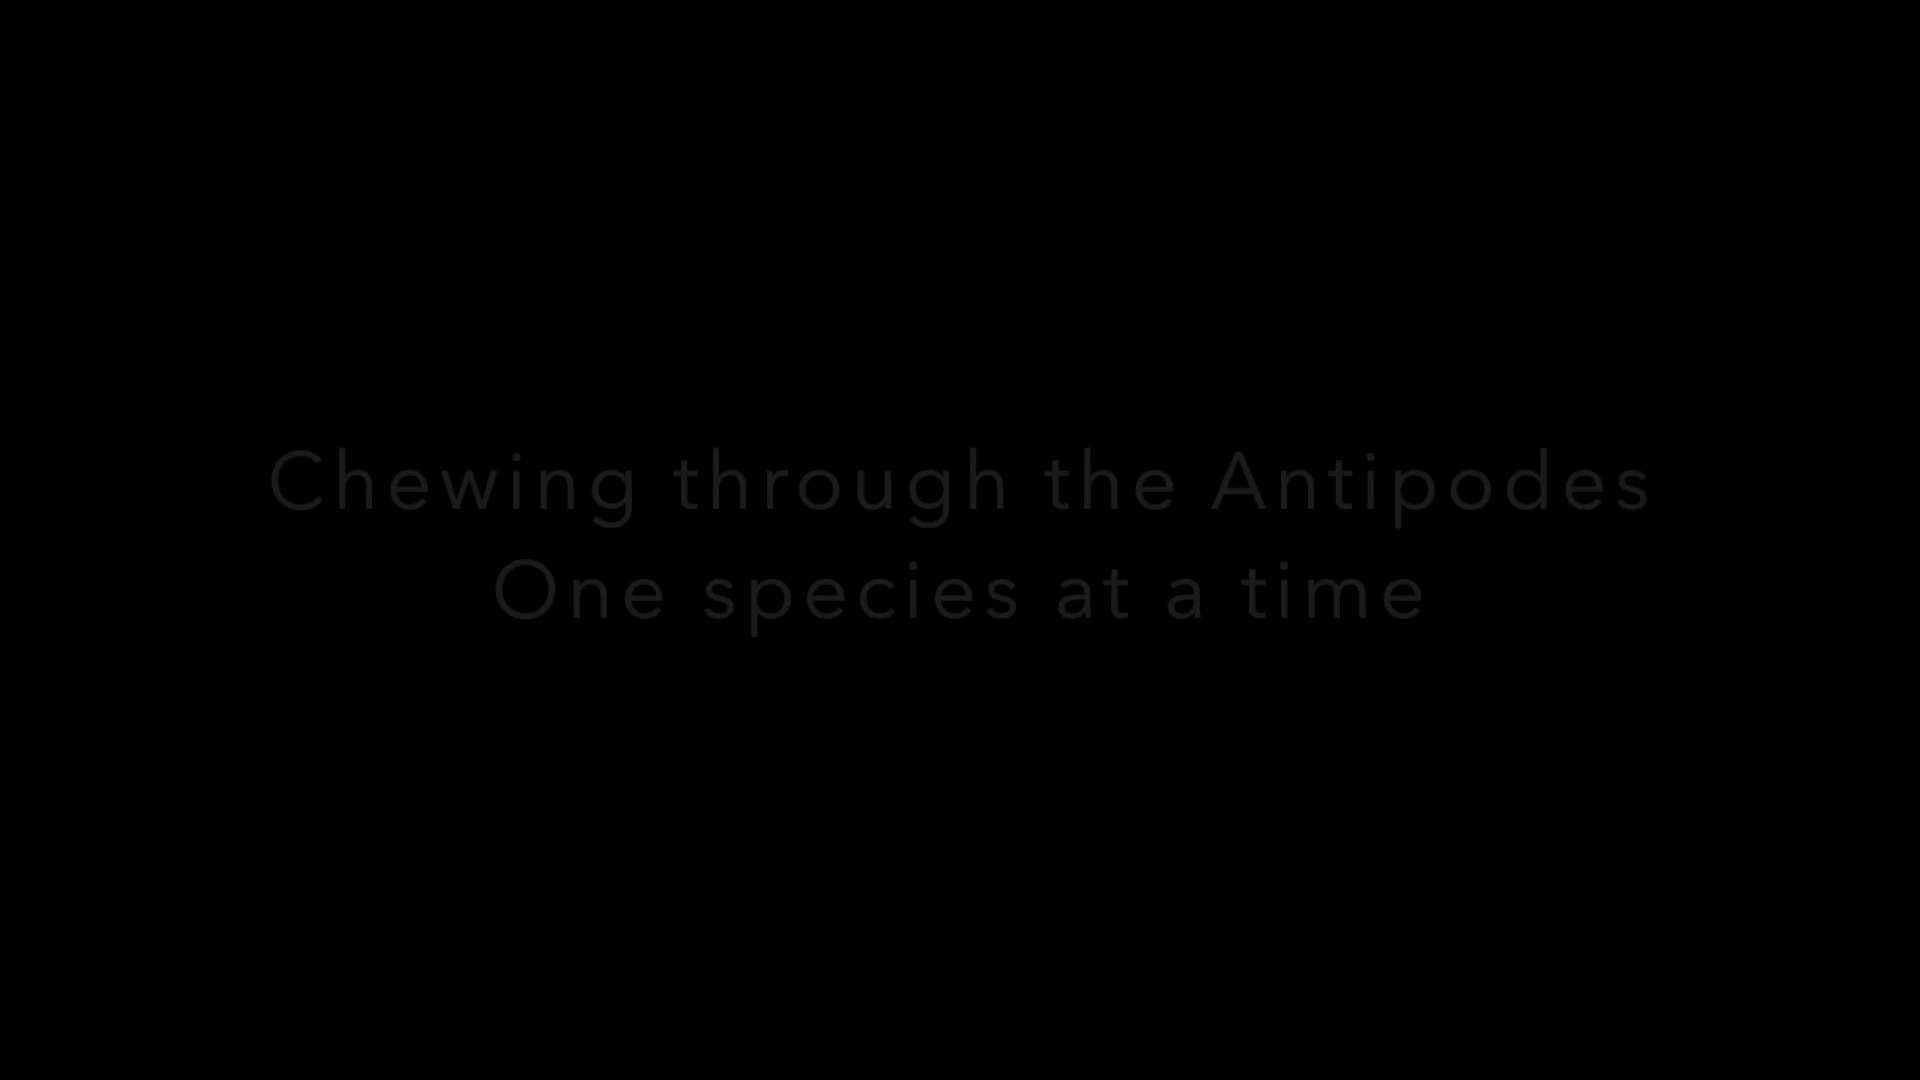 Chewing through the Antipodes
One species at a time